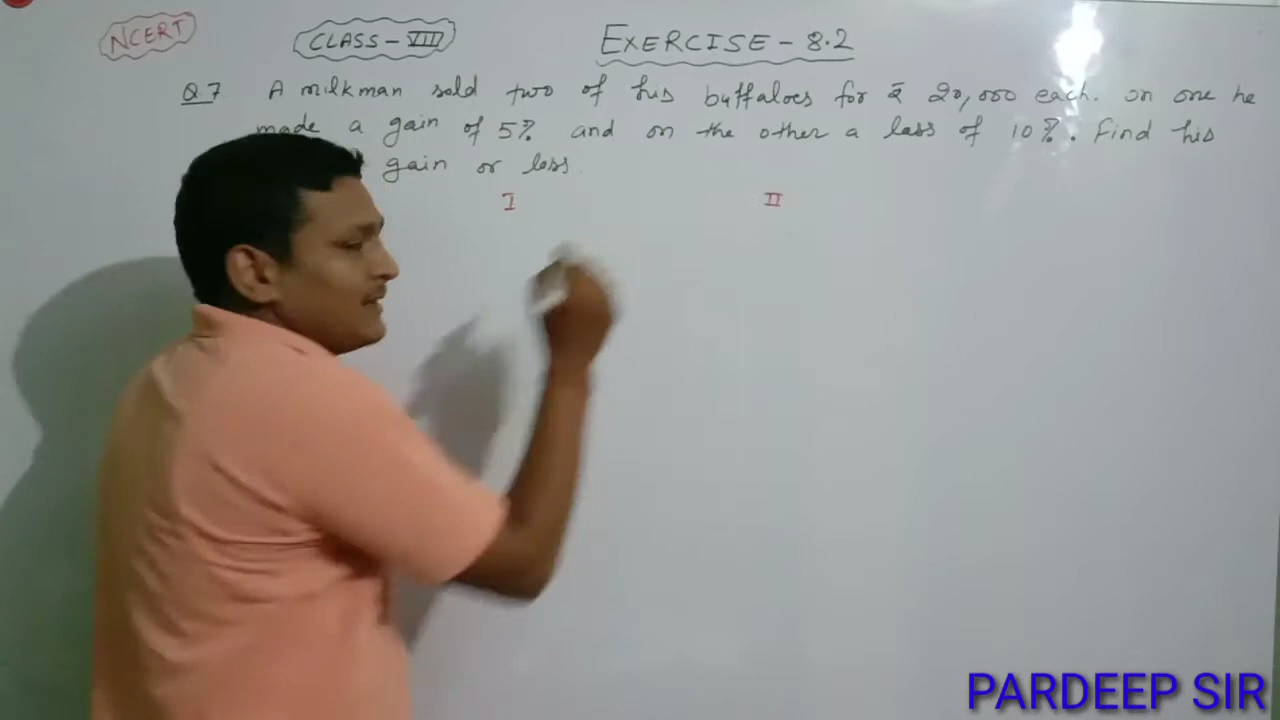 NCERT CLASS-VIII EXERCISE-8.2
Q.7 A milkman sold two of his buffaloes for ₹ 20,000 each. On one he
made a gain of 5% and on the other a loss of 10%. Find his
gain or loss.
I II
PARDEEP SIR